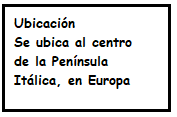 Ubicación
Se ubica al centro
de la Península
Itálica, en Europa